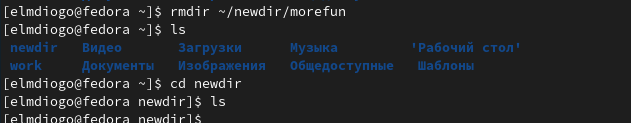 [elmdiogo@fedora ~]$ rmdir ~/newdir/morefun
[elmdiogo@fedora ~]$ ls
newdir Видео Загрузки Музыка 'Рабочий стол'
work Документы Изображения Общедоступные Шаблоны
[elmdiogo@fedora ~]$ cd newdir
[elmdiogo@fedora newdir]$ ls
[elmdiogo@fedora newdir]$